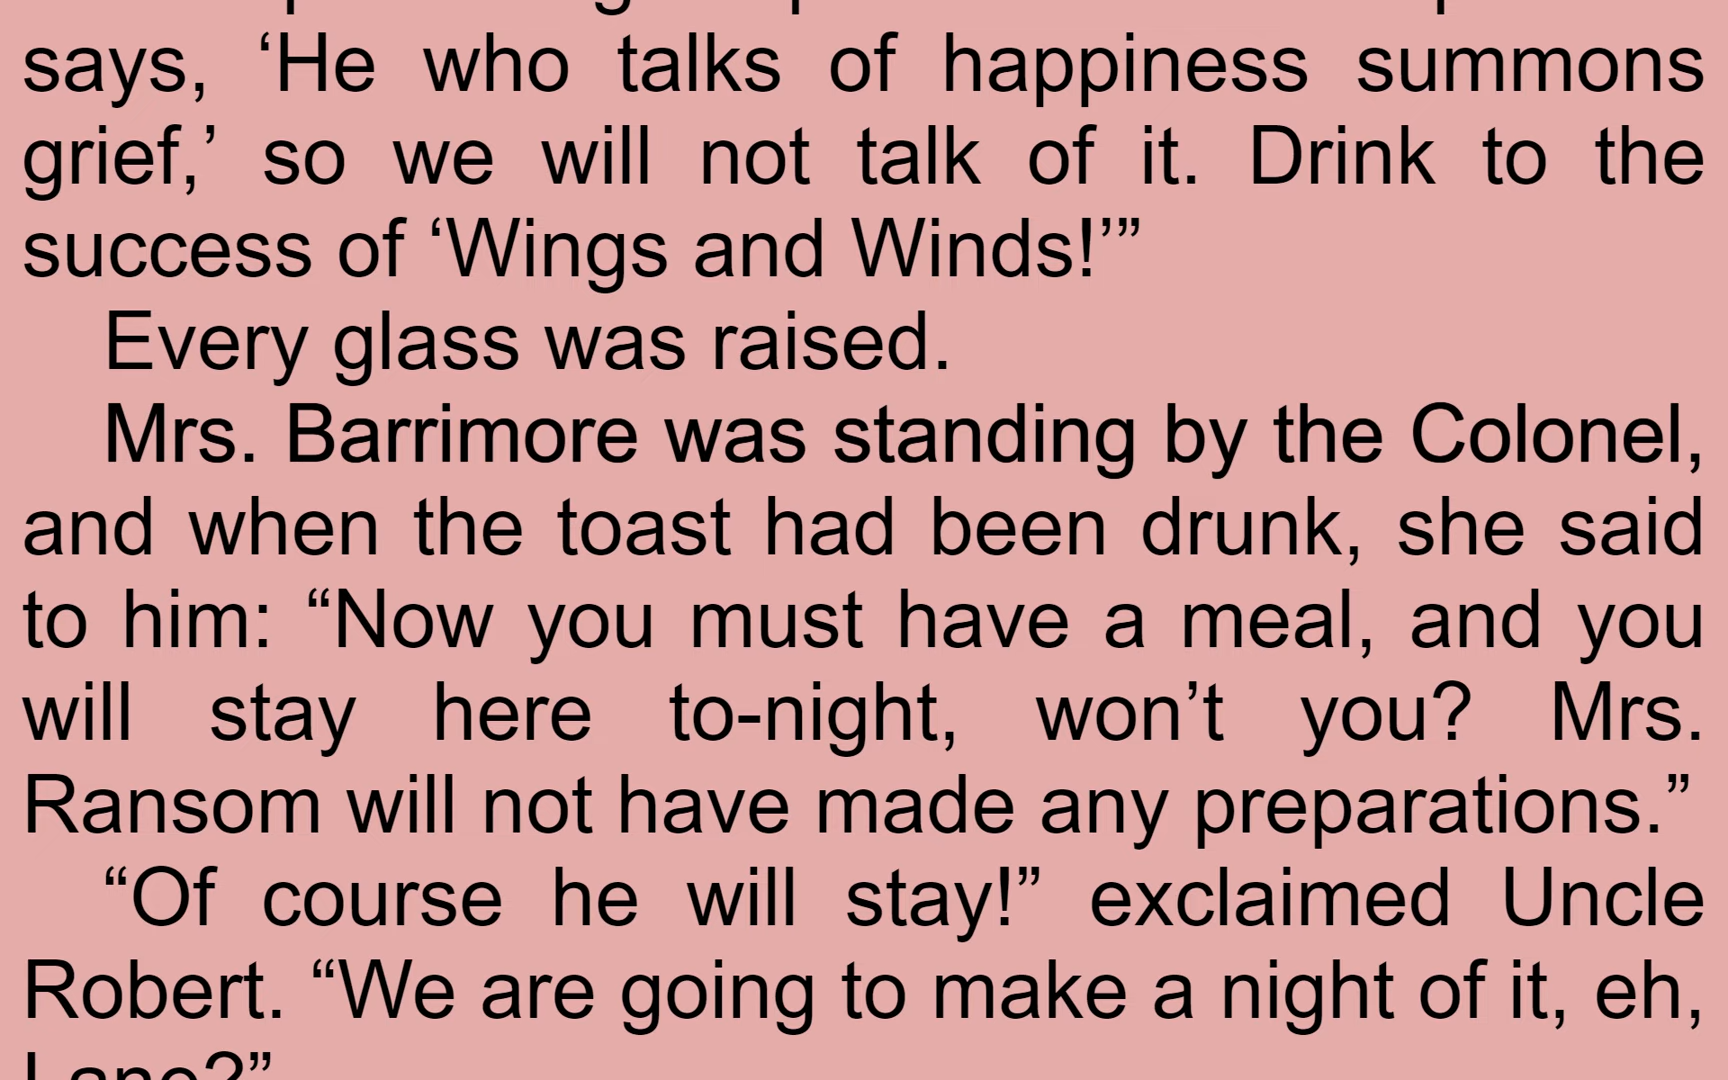 says, ‘He who talks of happiness summons
grief,’ so we will not talk of it. Drink to the
success of ‘Wings and Winds!’”
Every glass was raised.
Mrs. Barrimore was standing by the Colonel,
and when the toast had been drunk, she said
to him: “Now you must have a meal, and you
will stay here to-night, won’t you? Mrs.
Ransom will not have made any preparations.”
“Of course he will stay!” exclaimed Uncle
Robert. “We are going to make a night of it, eh,
Lane?”